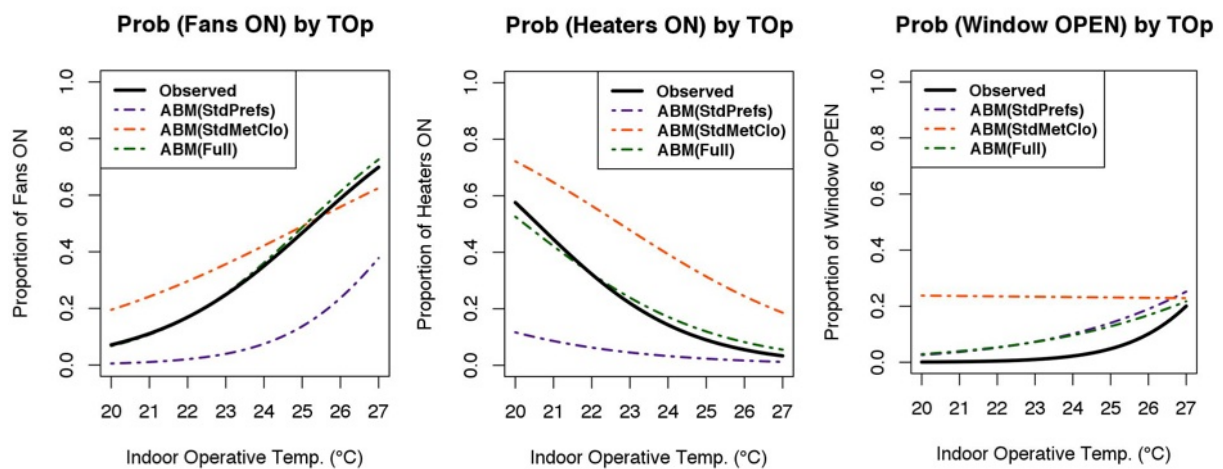 Prob (Fans ON) by TOp
Observed
ABM(StdPrefs)
ABM(StdMetClo)
ABM(Full)
Proportion of Fans ON
0.0 0.2 0.4 0.6 0.8 1.0
20 21 22 23 24 25 26 27
Indoor Operative Temp. (°C)
Prob (Heaters ON) by TOp
Observed
ABM(StdPrefs)
ABM(StdMetClo)
ABM(Full)
Proportion of Heaters ON
0.0 0.2 0.4 0.6 0.8 1.0
20 21 22 23 24 25 26 27
Indoor Operative Temp. (°C)
Prob (Window OPEN) by TOp
Observed
ABM(StdPrefs)
ABM(StdMetClo)
ABM(Full)
Proportion of Window OPEN
0.0 0.2 0.4 0.6 0.8 1.0
20 21 22 23 24 25 26 27
Indoor Operative Temp. (°C)